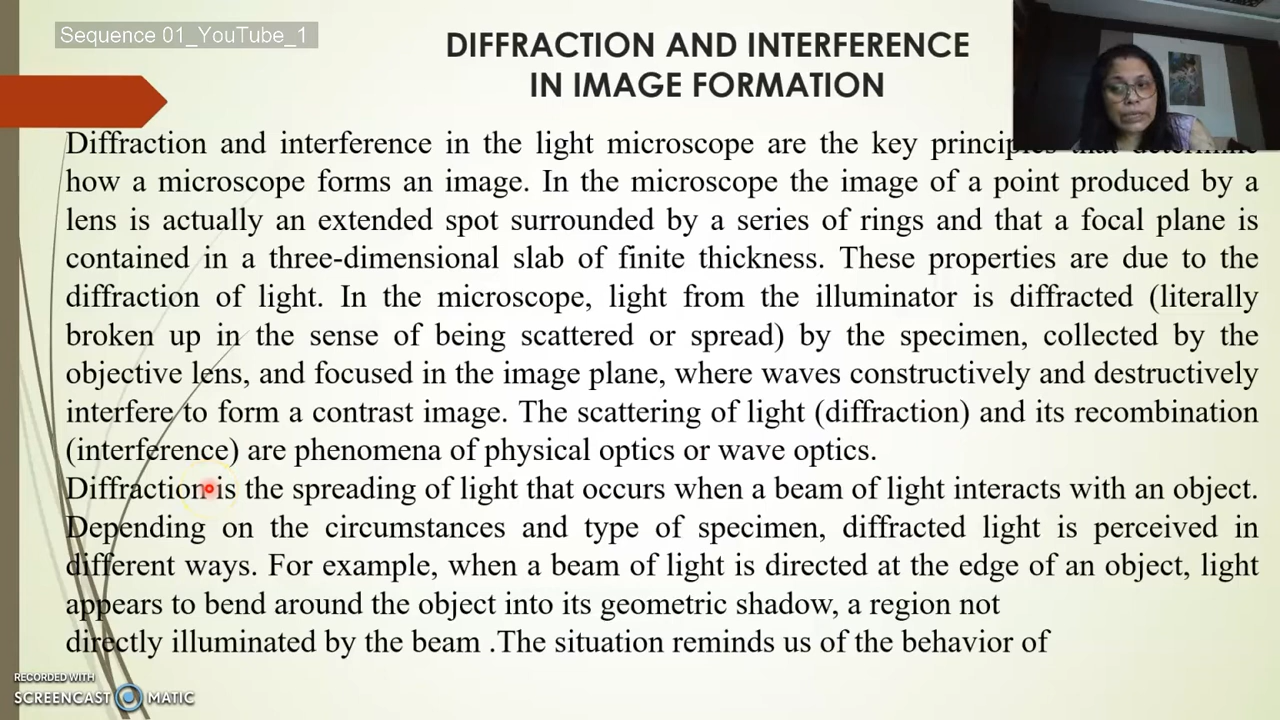 Sequence 01_YouTube_1
DIFFRACTION AND INTERFERENCE
IN IMAGE FORMATION
Diffraction and interference in the light microscope are the key principles that determine
how a microscope forms an image. In the microscope the image of a point produced by a
lens is actually an extended spot surrounded by a series of rings and that a focal plane is
contained in a three-dimensional slab of finite thickness. These properties are due to the
diffraction of light. In the microscope, light from the illuminator is diffracted (literally
broken up in the sense of being scattered or spread) by the specimen, collected by the
objective lens, and focused in the image plane, where waves constructively and destructively
interfere to form a contrast image. The scattering of light (diffraction) and its recombination
(interference) are phenomena of physical optics or wave optics.
Diffraction is the spreading of light that occurs when a beam of light interacts with an object.
Depending on the circumstances and type of specimen, diffracted light is perceived in
different ways. For example, when a beam of light is directed at the edge of an object, light
appears to bend around the object into its geometric shadow, a region not
directly illuminated by the beam .The situation reminds us of the behavior of
RECORDED WITH
SCREENCAST MATIC